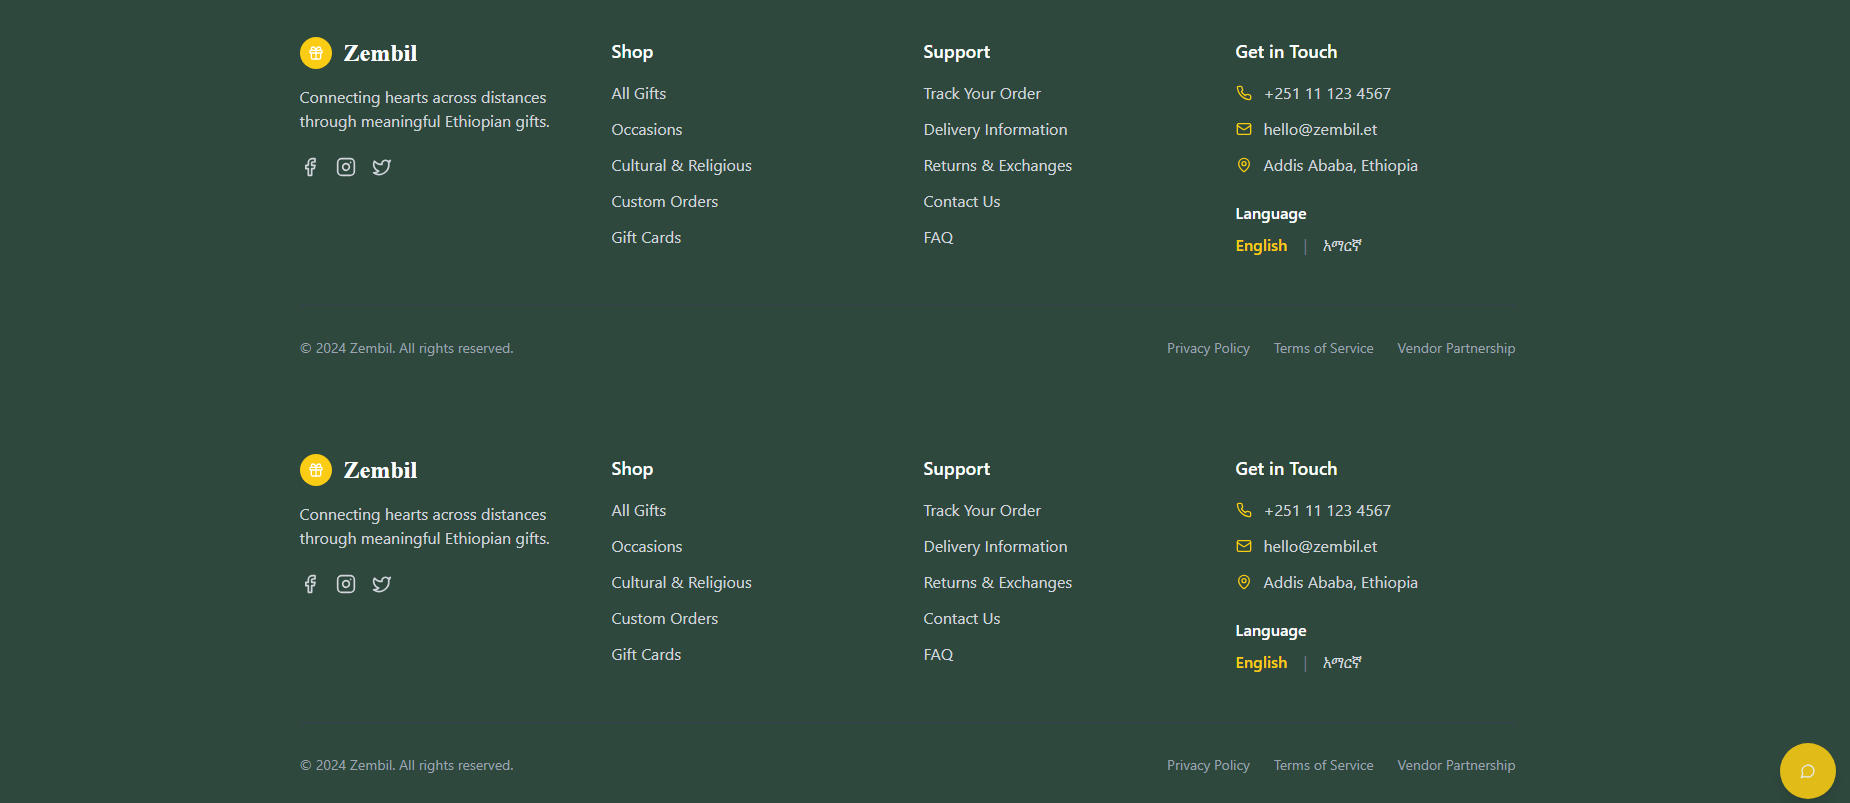 Zembil
Connecting hearts across distances
through meaningful Ethiopian gifts.
Shop
All Gifts
Occasions
Cultural & Religious
Custom Orders
Gift Cards
Support
Track Your Order
Delivery Information
Returns & Exchanges
Contact Us
FAQ
Get in Touch
+251 11 123 4567
hello@zembil.et
Addis Ababa, Ethiopia
Language
English | አማርኛ
© 2024 Zembil. All rights reserved.
Privacy Policy Terms of Service Vendor Partnership
Zembil
Connecting hearts across distances
through meaningful Ethiopian gifts.
Shop
All Gifts
Occasions
Cultural & Religious
Custom Orders
Gift Cards
Support
Track Your Order
Delivery Information
Returns & Exchanges
Contact Us
FAQ
Get in Touch
+251 11 123 4567
hello@zembil.et
Addis Ababa, Ethiopia
Language
English | አማርኛ
© 2024 Zembil. All rights reserved.
Privacy Policy Terms of Service Vendor Partnership